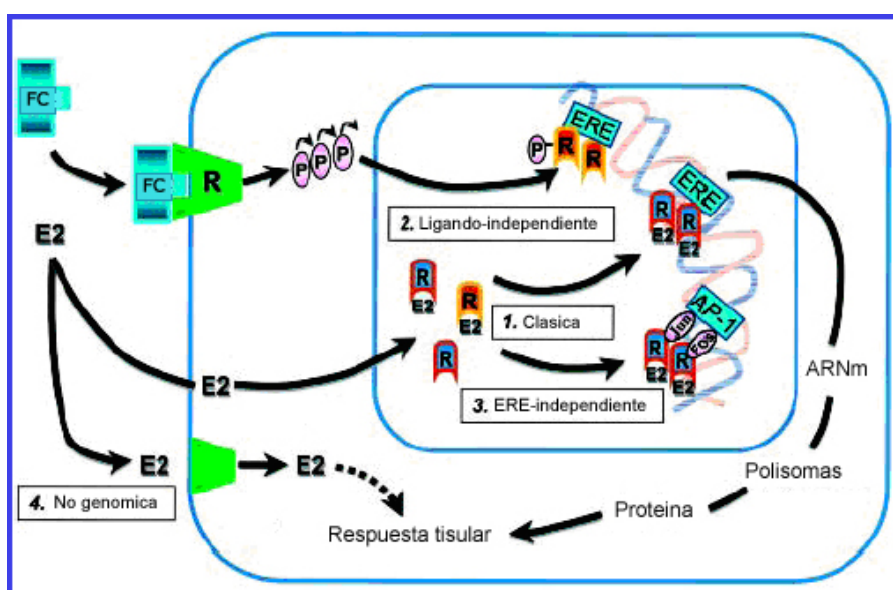 FC
FC
R
P P P
P
R
R
ERE
ERE
2. Ligando-independiente
E2
R
R
E2
E2
R
E2
R
E2
R
1. Clasica
AP-1
Jun
FOS
R
R
E2
E2
E2
3. ERE-independiente
ARNm
E2
E2
4. No genomica
Polisomas
Proteina
Respuesta tisular